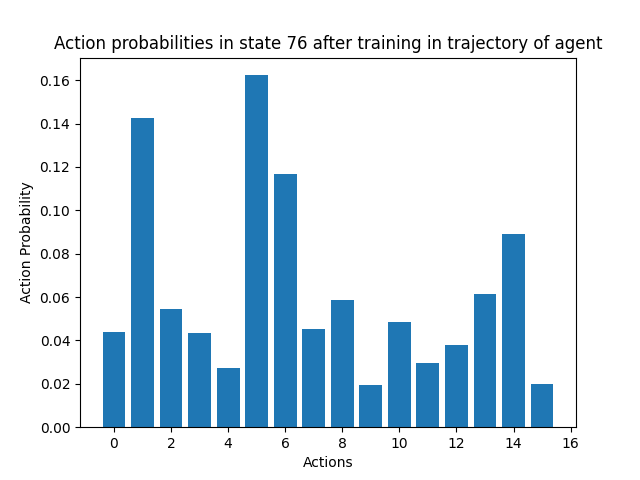 Action probabilities in state 76 after training in trajectory of agent
0.16
0.14
0.12
0.10
0.08
0.06
0.04
0.02
0.00
Action Probability
0 2 4 6 8 10 12 14 16
Actions